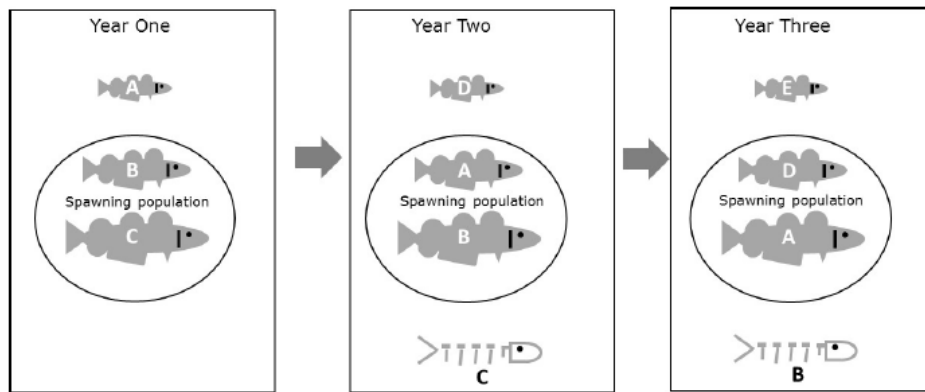 Year One
A
B
Spawning population
C
Year Two
D
A
Spawning population
B
C
Year Three
E
D
Spawning population
A
B